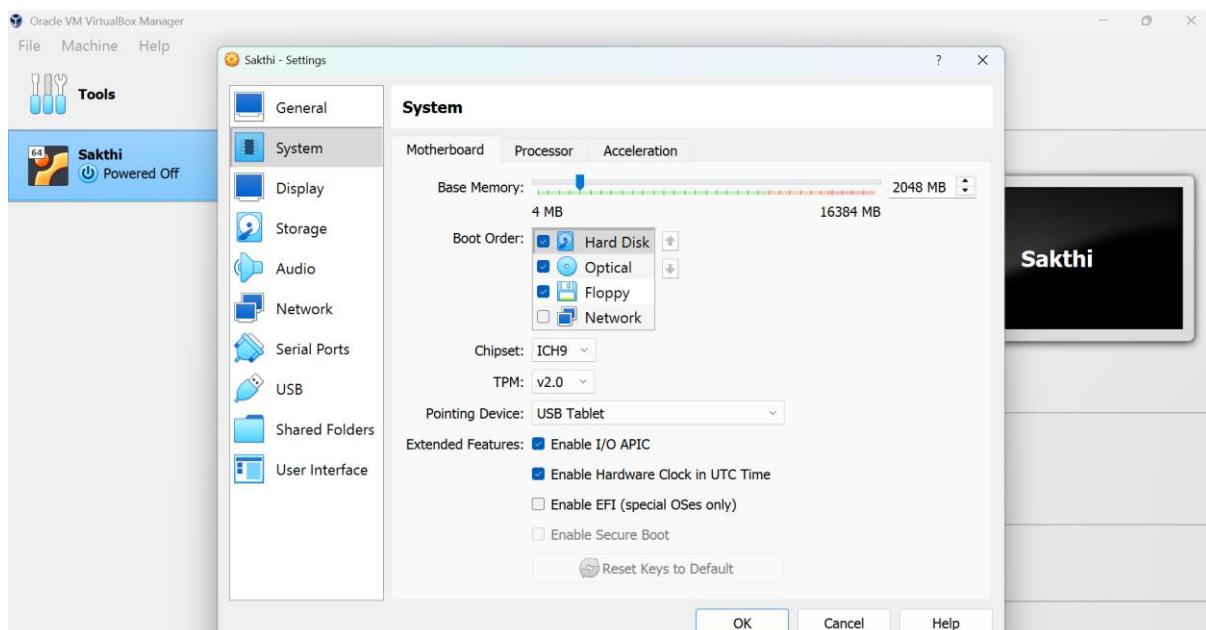 Oracle VM VirtualBox Manager
File Machine Help
Sakthi - Settings
?
Tools
64
Sakthi
Powered Off
General
System
Display
Storage
Audio
Network
Serial Ports
USB
Shared Folders
User Interface
System
Motherboard Processor Acceleration
Base Memory: 2048 MB
4 MB 16384 MB
Boot Order: Hard Disk
Optical
Floppy
Network
Chipset: ICH9
TPM: v2.0
Pointing Device: USB Tablet
Extended Features: Enable I/O APIC
Enable Hardware Clock in UTC Time
Enable EFI (special OSes only)
Enable Secure Boot
Reset Keys to Default
OK Cancel Help
Sakthi